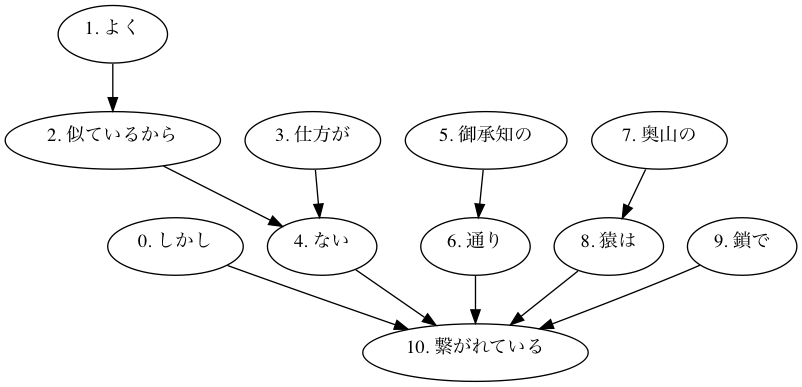 1. よく
2. 似ているから
3. 仕方が
5. 御承知の
7. 奥山の
0. しかし
4. ない
6. 通り
8. 猿は
9. 鎖で
10. 繋がれている